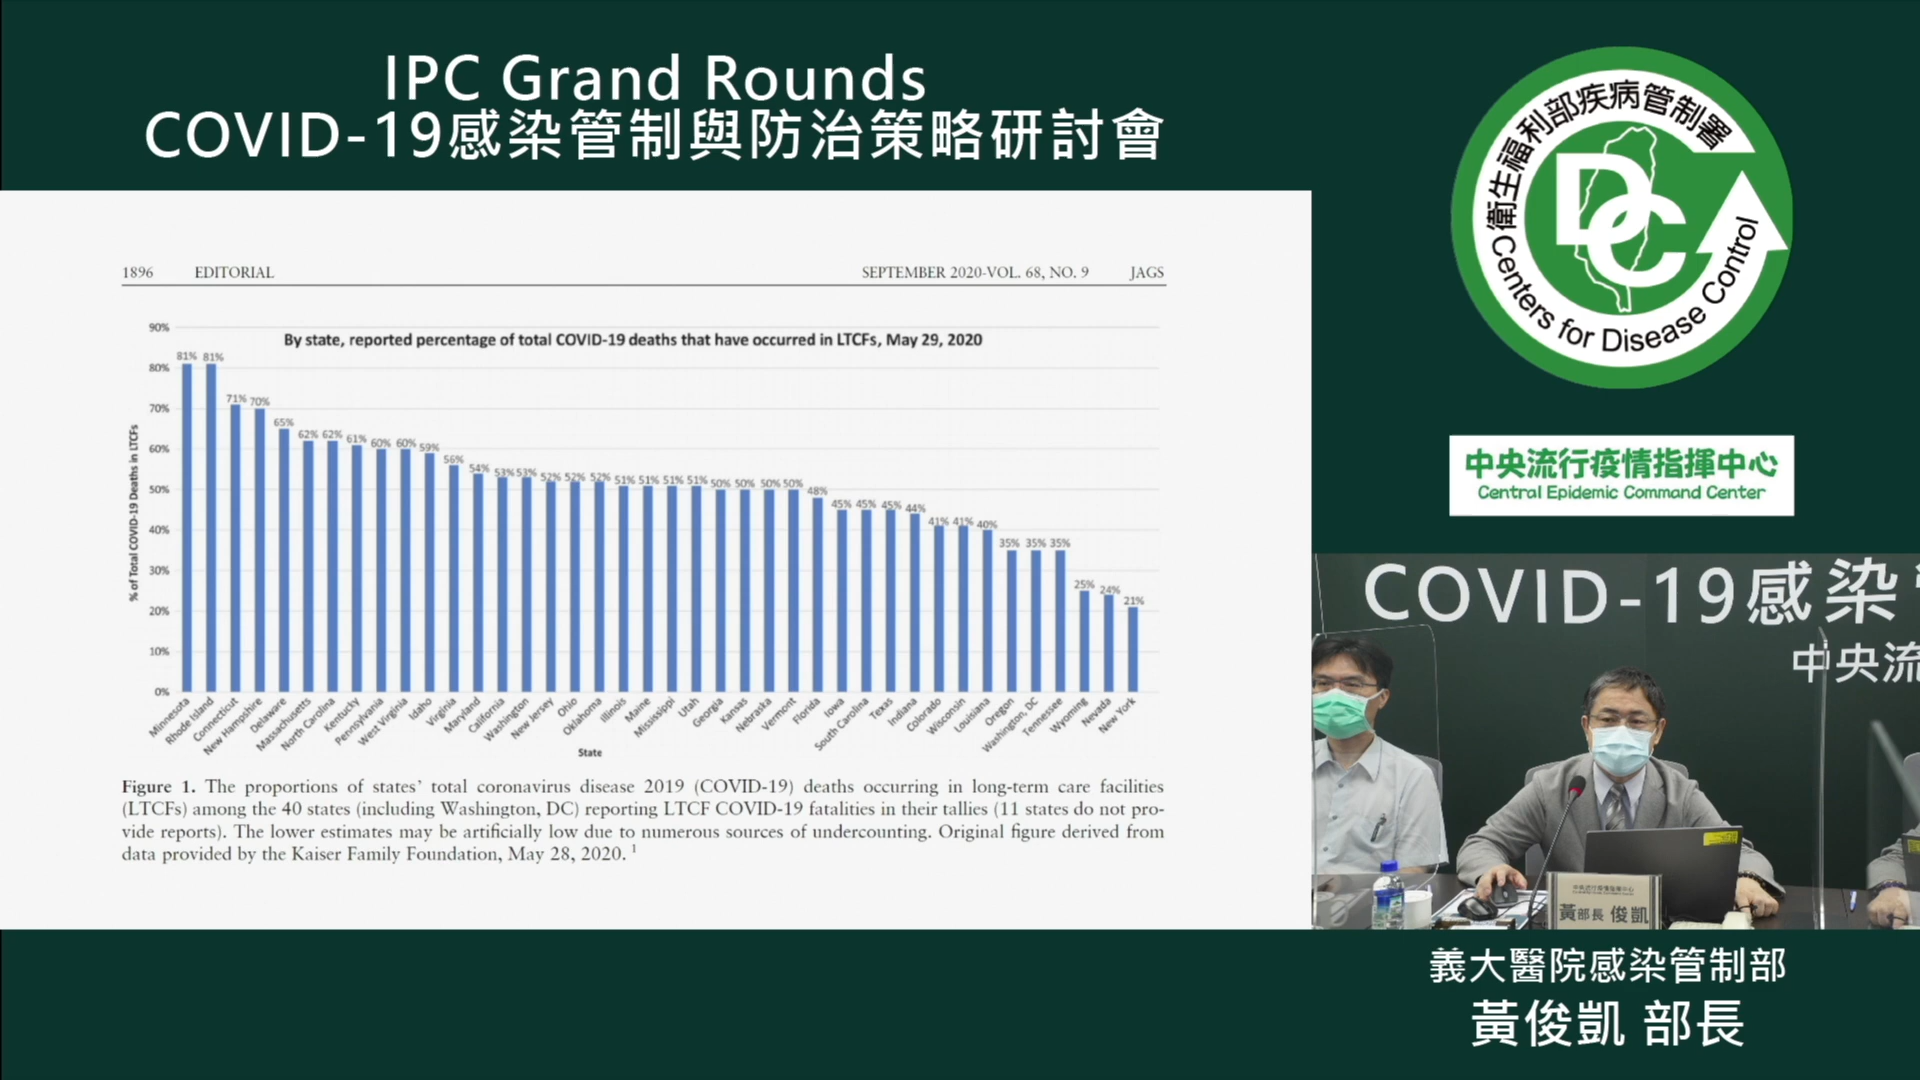 IPC Grand Rounds
COVID-19感染管制與防治策略研討會
衛生福利部疾病管制署
DC
Centers for Disease Control
中央流行疫情指揮中心
Central Epidemic Command Center
1896 EDITORIAL SEPTEMBER 2020-VOL. 68, NO. 9 JAGS
By state, reported percentage of total COVID-19 deaths that have occurred in LTCFs, May 29, 2020
% of Total COVID-19 Deaths in LTCFs
90%
80%
70%
60%
50%
40%
30%
20%
10%
0%
81% 81% 71% 70% 65% 62% 62% 61% 60% 60% 59% 56% 54% 53% 53% 52% 52% 52% 51% 51% 51% 51% 50% 50% 50% 50% 48% 45% 45% 45% 44% 41% 41% 40% 35% 35% 35% 25% 24% 21%
Minnesota Rhode Island Connecticut New Hampshire Delaware Massachusetts North Carolina Kentucky Pennsylvania West Virginia Idaho Virginia Maryland California Washington New Jersey Ohio Oklahoma Illinois Maine Mississippi Utah Georgia Kansas Nebraska Vermont Florida Iowa South Carolina Texas Indiana Colorado Wisconsin Louisiana Oregon Washington, DC Tennessee Wyoming Nevada New York
State
Figure 1. The proportions of states’ total coronavirus disease 2019 (COVID-19) deaths occurring in long-term care facilities
(LTCFs) among the 40 states (including Washington, DC) reporting LTCF COVID-19 fatalities in their tallies (11 states do not pro-
vide reports). The lower estimates may be artificially low due to numerous sources of undercounting. Original figure derived from
data provided by the Kaiser Family Foundation, May 28, 2020. 1
COVID-19感染
中央流
中央流行疫情指揮中心
黃部長 俊凱
義大醫院感染管制部
黃俊凱 部長